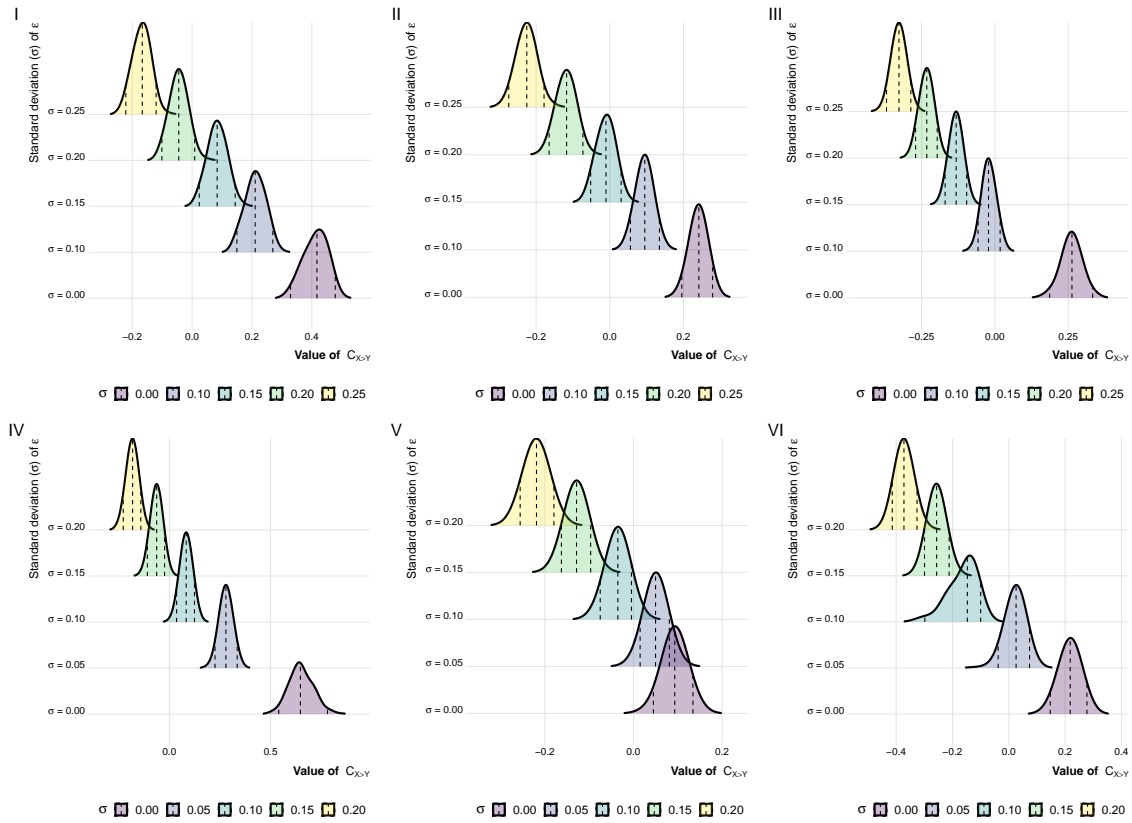 I
Standard deviation (σ) of ε
σ = 0.25
σ = 0.20
σ = 0.15
σ = 0.10
σ = 0.00
−0.2 0.0 0.2 0.4
Value of C X>Y
σ 0.00 0.10 0.15 0.20 0.25
II
Standard deviation (σ) of ε
σ = 0.25
σ = 0.20
σ = 0.15
σ = 0.10
σ = 0.00
−0.2 0.0 0.2
Value of C X>Y
σ 0.00 0.10 0.15 0.20 0.25
III
Standard deviation (σ) of ε
σ = 0.25
σ = 0.20
σ = 0.15
σ = 0.10
σ = 0.00
−0.25 0.00 0.25
Value of C X>Y
σ 0.00 0.10 0.15 0.20 0.25
IV
Standard deviation (σ) of ε
σ = 0.20
σ = 0.15
σ = 0.10
σ = 0.05
σ = 0.00
0.0 0.5
Value of C X>Y
σ 0.00 0.05 0.10 0.15 0.20
V
Standard deviation (σ) of ε
σ = 0.20
σ = 0.15
σ = 0.10
σ = 0.05
σ = 0.00
−0.2 0.0 0.2
Value of C X>Y
σ 0.00 0.05 0.10 0.15 0.20
VI
Standard deviation (σ) of ε
σ = 0.20
σ = 0.15
σ = 0.10
σ = 0.05
σ = 0.00
−0.4 −0.2 0.0 0.2 0.4
Value of C X>Y
σ 0.00 0.05 0.10 0.15 0.20